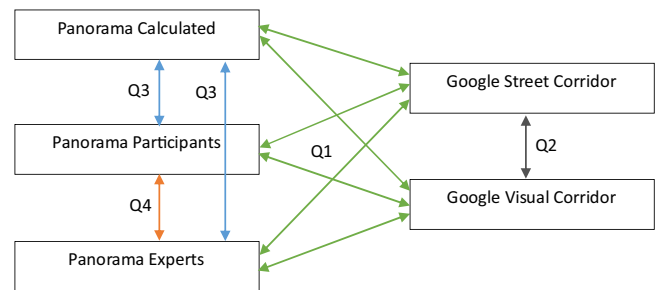 Panorama Calculated
Google Street Corridor
Q3
Q3
Panorama Participants
Q1
Q2
Google Visual Corridor
Q4
Panorama Experts